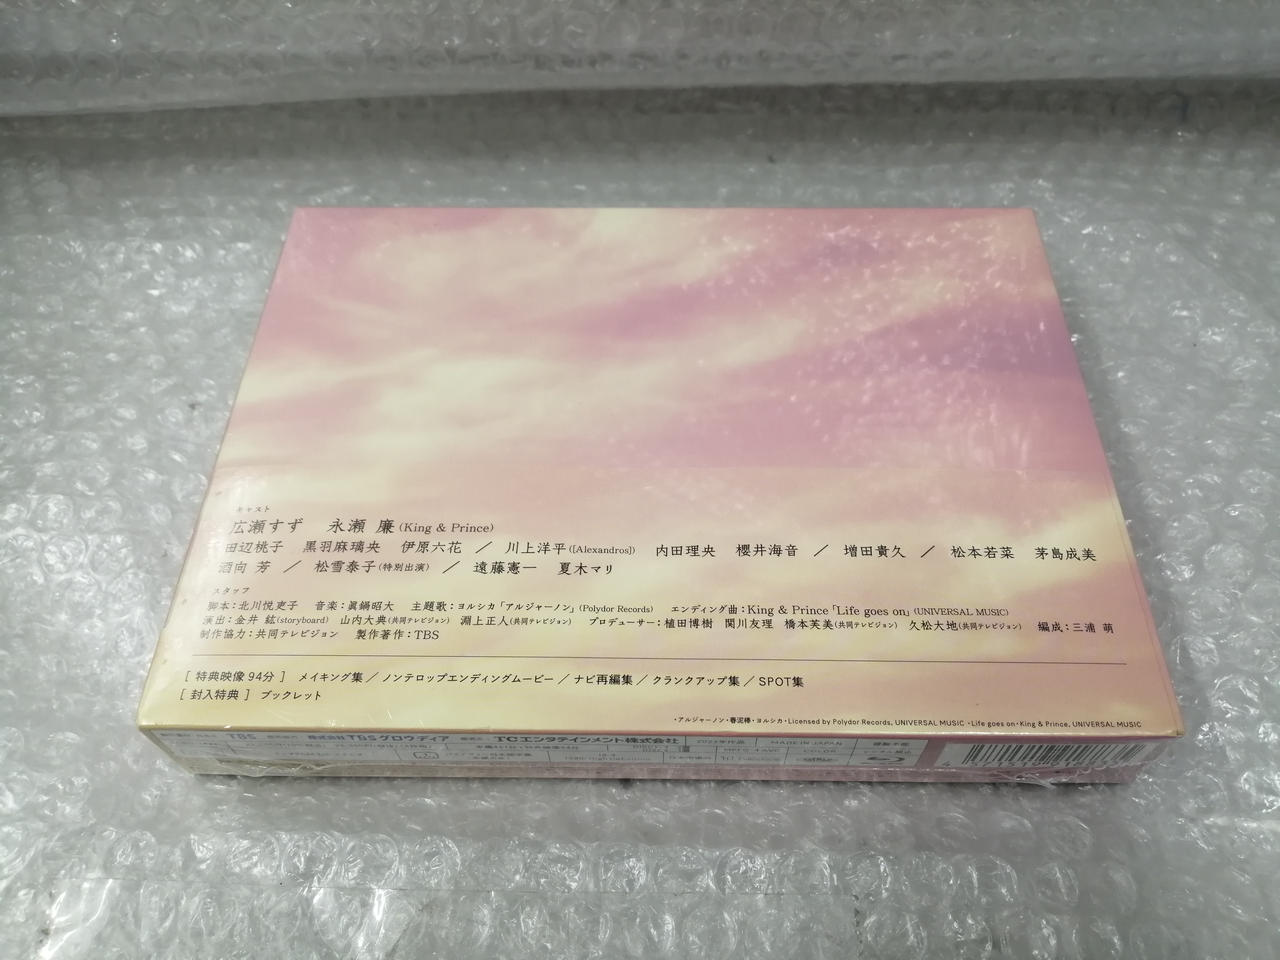 キャスト
広瀬すず 永瀬 廉(King & Prince)
田辺桃子 黒羽麻璃央 伊原六花 ／ 川上洋平([Alexandros]) 内田理央 櫻井海音 ／ 増田貴久 ／ 松本若菜 茅島成美
酒向 芳 ／ 松雪泰子(特別出演) ／ 遠藤憲一 夏木マリ
スタッフ
脚本：北川悦吏子 音楽：眞鍋昭大 主題歌：ヨルシカ「アルジャーノン」(Polydor Records) エンディング曲：King & Prince「Life goes on」(UNIVERSAL MUSIC)
演出：金井 紘(storyboard) 山内大典(共同テレビジョン) 淵上正人(共同テレビジョン) プロデューサー：植田博樹 関川友理 橋本芙美(共同テレビジョン) 久松大地(共同テレビジョン) 編成：三浦 萌
制作協力：共同テレビジョン 製作著作：TBS
[ 特典映像 94分 ] メイキング集／ノンテロップエンディングムービー／ナビ再編集／クランクアップ集／SPOT集
[ 封入特典 ] ブックレット
・アルジャーノン・春泥棒・ヨルシカ・Licensed by Polydor Records, UNIVERSAL MUSIC ・Life goes on・King & Prince, UNIVERSAL MUSIC
TBS 株式会社TBSグロウディア TCエンタテインメント株式会社 2023年作品 MADE IN JAPAN 複製不能
COLOR